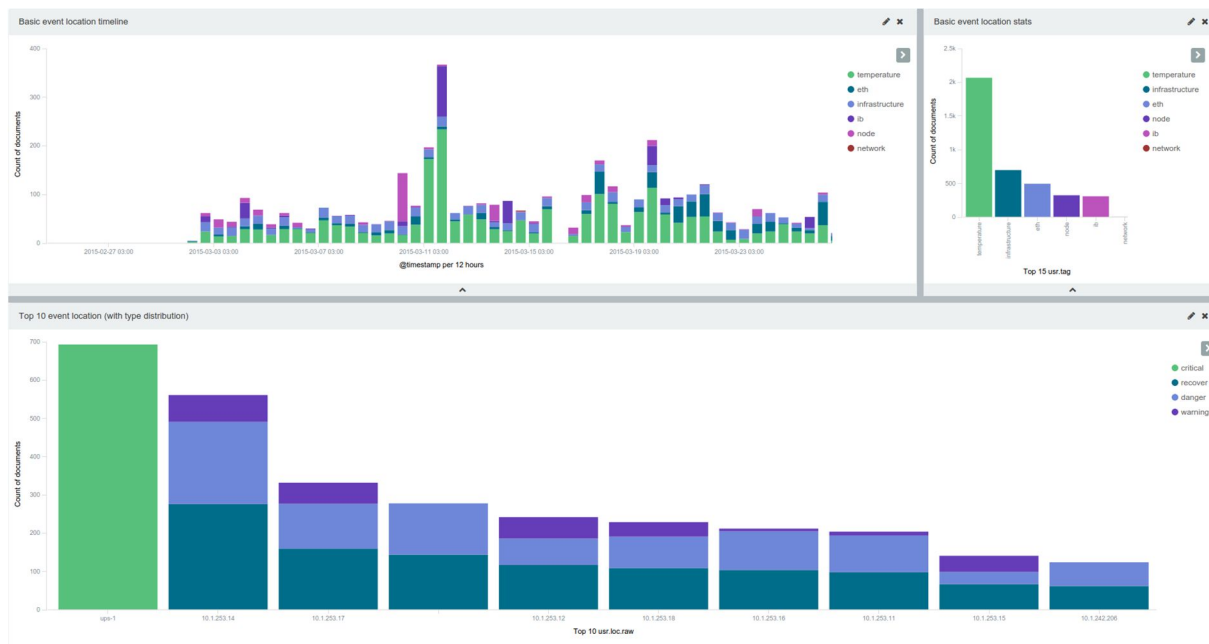 Basic event location timeline
400
300
200
100
0
Count of documents
2015-02-27 03:00
2015-03-03 03:00
2015-03-07 03:00
2015-03-11 03:00
2015-03-15 03:00
2015-03-19 03:00
2015-03-23 03:00
@timestamp per 12 hours
temperature
eth
infrastructure
ib
node
network
Basic event location stats
2.5k
2k
1.5k
1k
500
0
Count of documents
temperature
infrastructure
eth
node
ib
network
Top 15 usr.tag
temperature
infrastructure
eth
node
ib
network
Top 10 event location (with type distribution)
700
600
500
400
300
200
100
0
Count of documents
ups-1
10.1.253.14
10.1.253.17
10.1.253.12
10.1.253.18
10.1.253.16
10.1.253.11
10.1.253.15
10.1.242.206
Top 10 usr.loc.raw
critical
recover
danger
warning